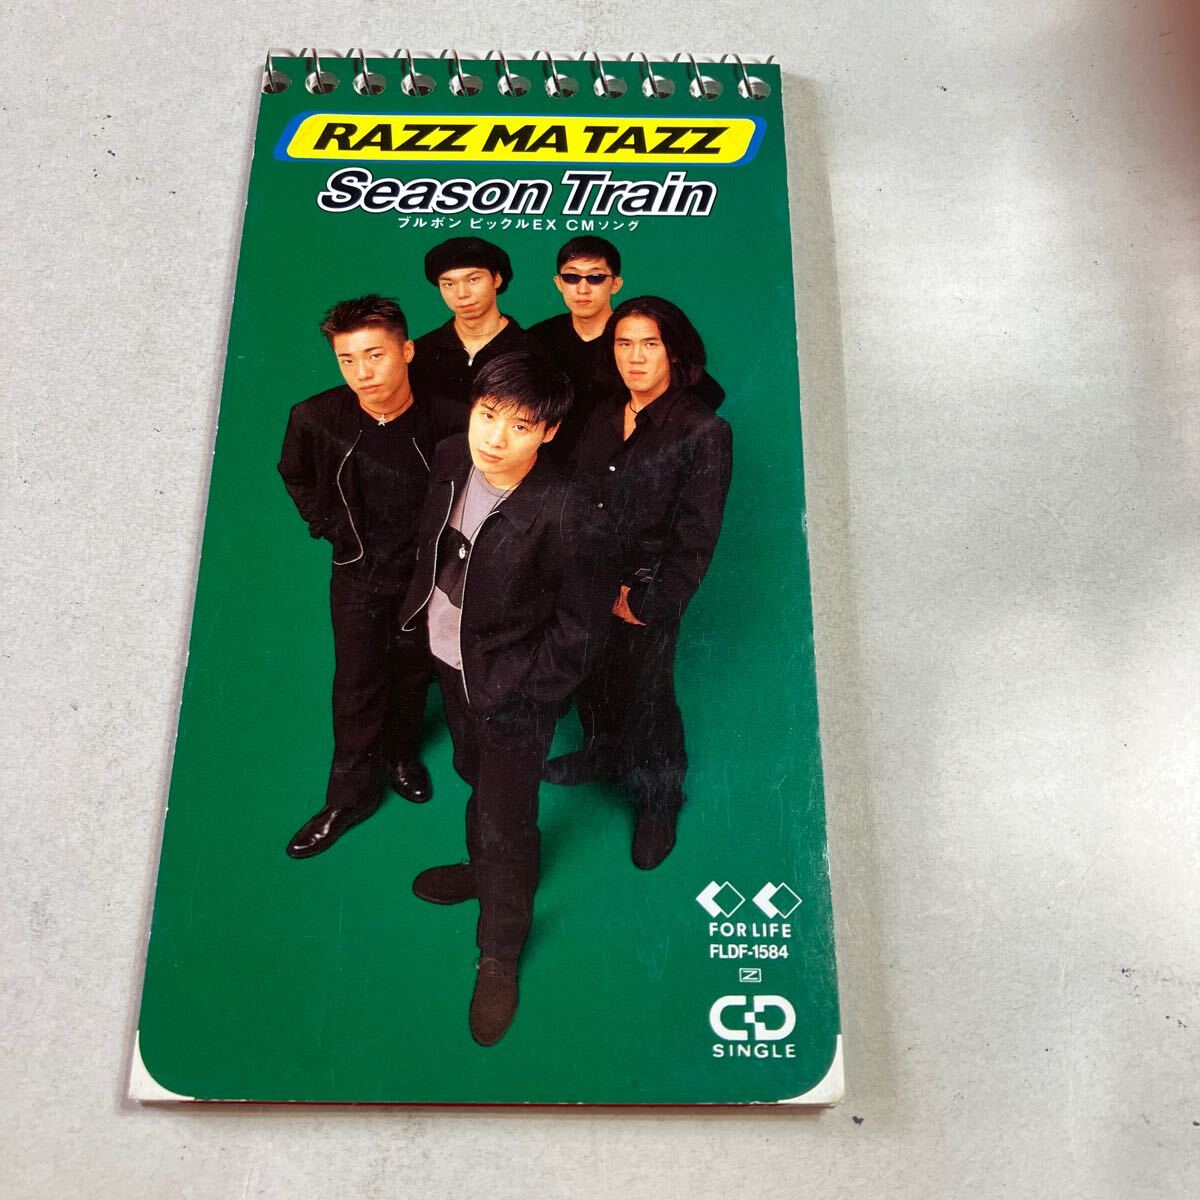 RAZZ MA TAZZ
Season Train
ブルボン ピックルEX CMソング
FOR LIFE
FLDF-1584
Z
CD
SINGLE